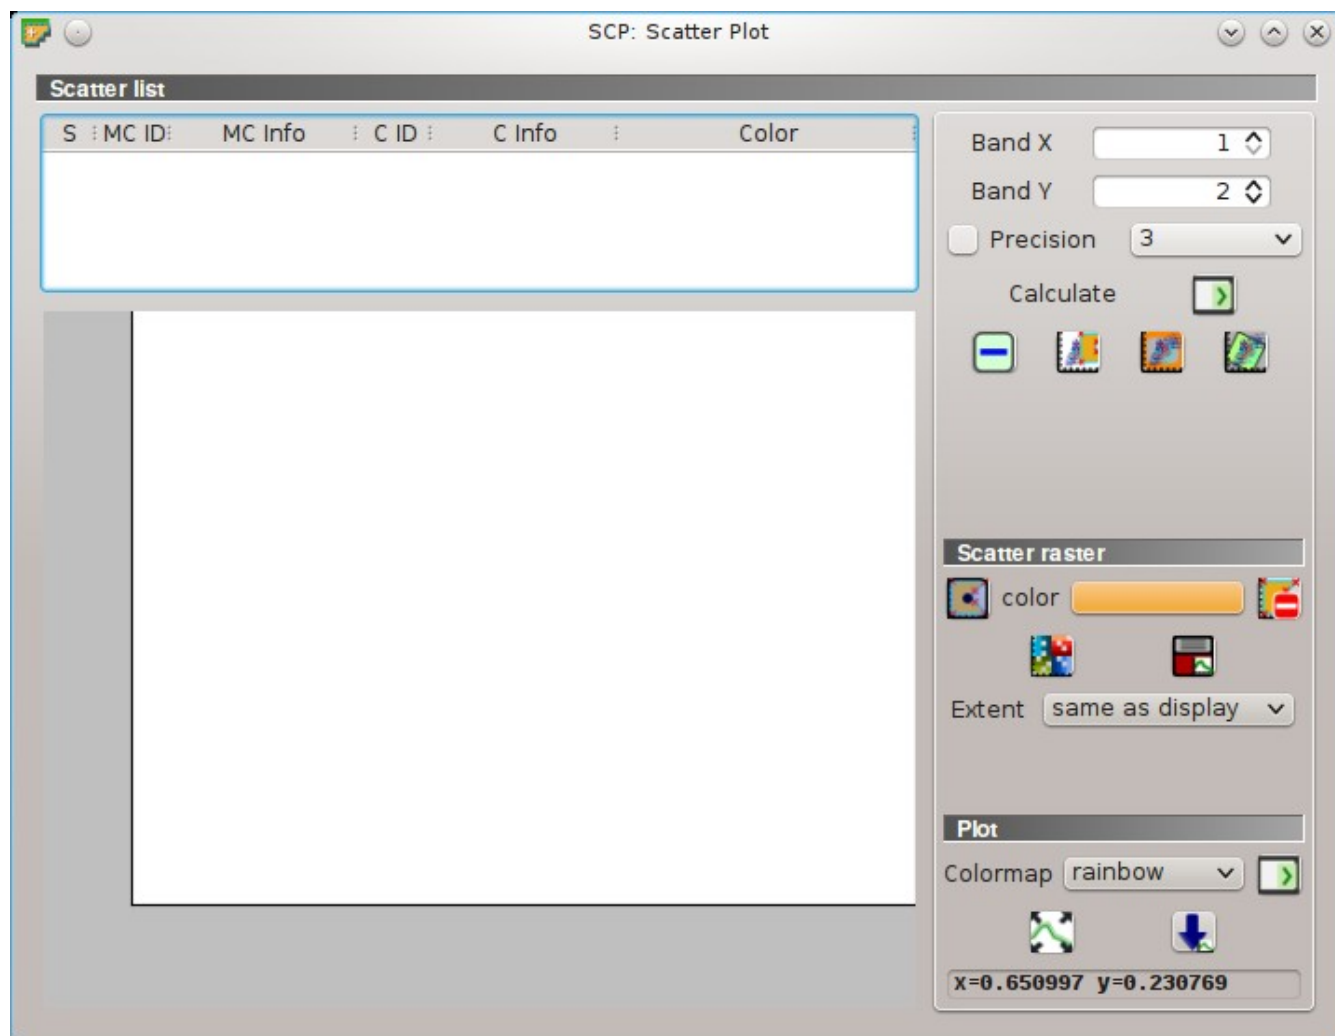 SCP: Scatter Plot
Scatter list
S MC ID MC Info C ID C Info Color
Band X 1
Band Y 2
Precision 3
Calculate
Scatter raster
color
Extent same as display
Plot
Colormap rainbow
x=0.650997 y=0.230769